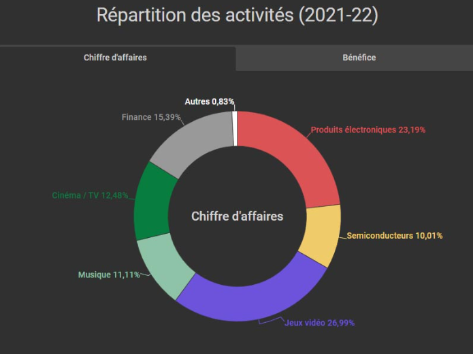 Répartition des activités (2021-22)
Chiffre d'affaires
Bénéfice
Autres 0,83%
Finance 15,39%
Produits électroniques 23,19%
Cinéma / TV 12,48%
Chiffre d'affaires
Semiconducteurs 10,01%
Musique 11,11%
Jeux vidéo 26,99%